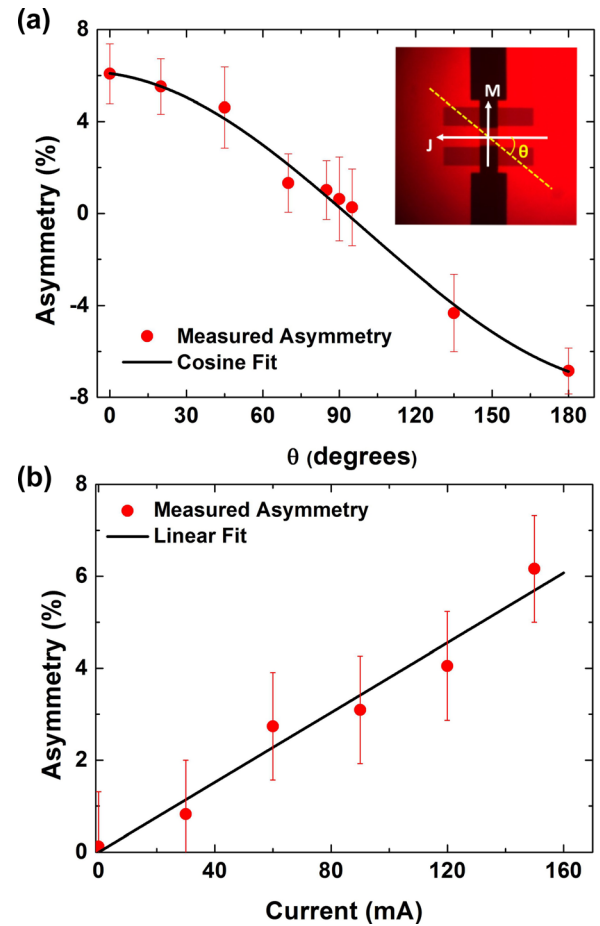 (a)
8
4
0
-4
-8
Asymmetry (%)
M
J
θ
Measured Asymmetry
Cosine Fit
0 30 60 90 120 150 180
θ (degrees)
(b)
8
6
4
2
0
Asymmetry (%)
Measured Asymmetry
Linear Fit
0 40 80 120 160
Current (mA)